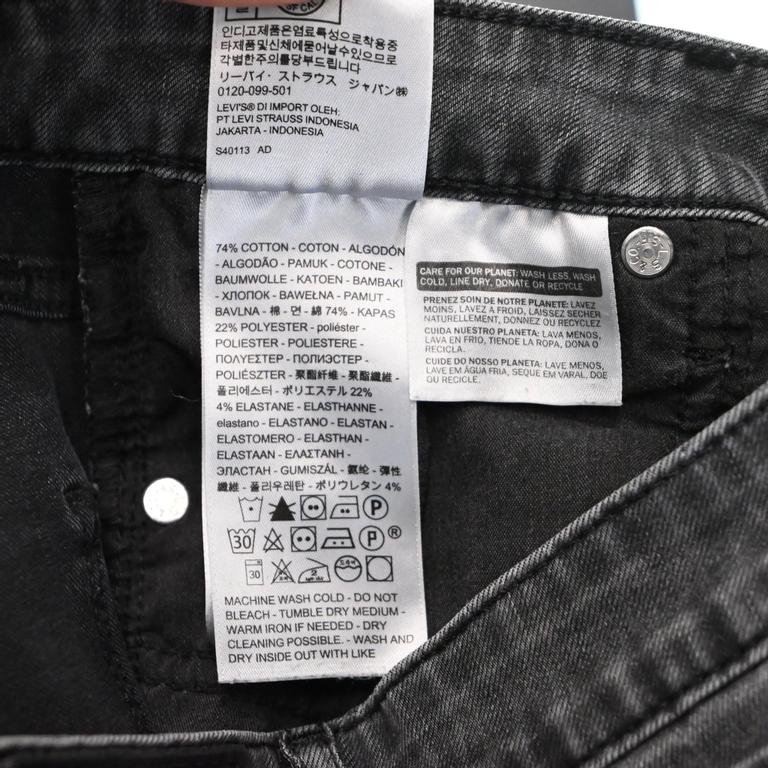 인디고제품은염료특성으로착용중
타제품및신체에묻어날수있으므로
각별한주의를당부드립니다
リーバイ・ストラウス ジャパン㈱
0120-099-501
LEVI'S® DI IMPORT OLEH;
PT LEVI STRAUSS INDONESIA
JAKARTA - INDONESIA
S40113 AD
74% COTTON - COTON - ALGODÓN
- ALGODÃO - PAMUK - COTONE -
BAUMWOLLE - KATOEN - BAMBAKI
- ХЛОПОК - BAWEŁNA - PAMUT -
BAVLNA - 棉 - 면 - 綿 74% - KAPAS
22% POLYESTER - poliéster -
POLIESTER - POLIESTERE -
ΠΟΛΥΕΣΤΕΡ - ПОЛИЭСТЕР -
POLIÉSZTER - 聚酯纤维 - 聚酯纖維 -
폴리에스터 - ポリエステル 22%
4% ELASTANE - ELASTHANNE -
elastano - ELASTANO - ELASTAN -
ELASTOMERO - ELASTHAN -
ELASTAAN - ΕΛΑΣΤΑΝΗ -
ЭЛАСТАН - GUMISZÁL - 氨纶 - 弹性
纖維 - 폴리우레탄 - ポリウレタン 4%
P
30 P ®
30 2
MACHINE WASH COLD - DO NOT
BLEACH - TUMBLE DRY MEDIUM -
WARM IRON IF NEEDED - DRY
CLEANING POSSIBLE. - WASH AND
DRY INSIDE OUT WITH LIKE
CARE FOR OUR PLANET: WASH LESS, WASH
COLD, LINE DRY, DONATE OR RECYCLE
PRENEZ SOIN DE NOTRE PLANETE: LAVEZ
MOINS, LAVEZ A FROID, LAISSEZ SECHER
NATURELLEMENT, DONNEZ OU RECYCLEZ
CUIDA NUESTRO PLANETA: LAVA MENOS,
LAVA EN FRIO, TIENDE LA ROPA, DONA O
RECICLA.
CUIDE DO NOSSO PLANETA: LAVE MENOS,
LAVE EM ÁGUA FRIA, SEQUE EM VARAL, DOE
OU RECICLE.